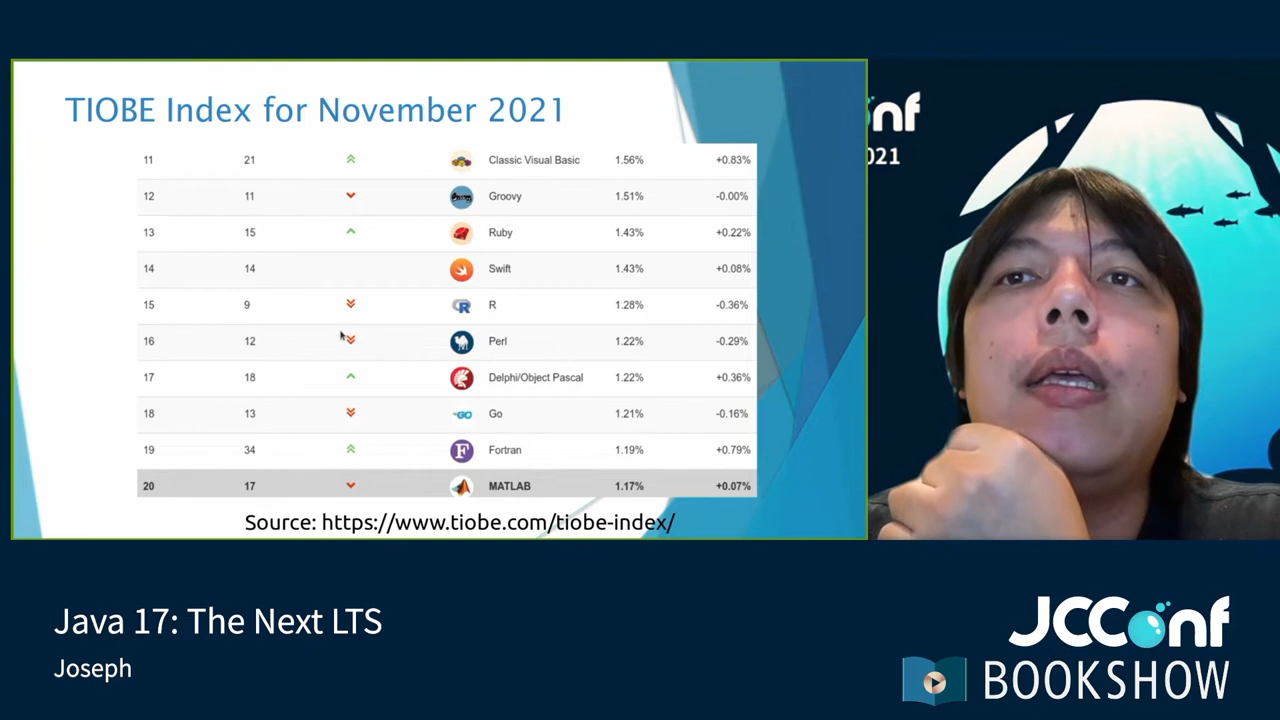 TIOBE Index for November 2021
11 21 Classic Visual Basic 1.56% +0.83%
12 11 Groovy 1.51% -0.00%
13 15 Ruby 1.43% +0.22%
14 14 Swift 1.43% +0.08%
15 9 R 1.28% -0.36%
16 12 Perl 1.22% -0.29%
17 18 Delphi/Object Pascal 1.22% +0.36%
18 13 GO Go 1.21% -0.16%
19 34 F Fortran 1.19% +0.79%
20 17 MATLAB 1.17% +0.07%
Source: https://www.tiobe.com/tiobe-index/
nf
021
Java 17: The Next LTS
Joseph
JCConf
BOOKSHOW